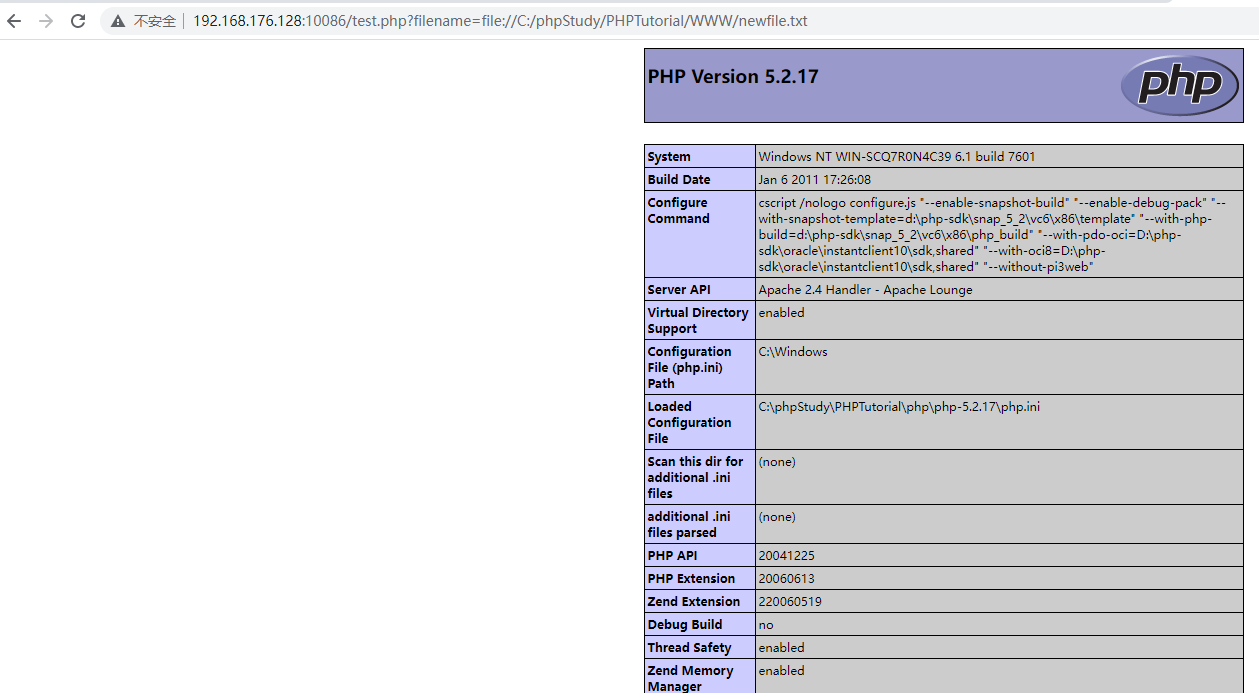 不安全 192.168.176.128:10086/test.php?filename=file://C:/phpStudy/PHPTutorial/WWW/newfile.txt
PHP Version 5.2.17
php
System Windows NT WIN-SCQ7R0N4C39 6.1 build 7601
Build Date Jan 6 2011 17:26:08
Configure
Command
cscript /nologo configure.js "--enable-snapshot-build" "--enable-debug-pack" "--
with-snapshot-template=d:\php-sdk\snap_5_2\vc6\x86\template" "--with-php-
build=d:\php-sdk\snap_5_2\vc6\x86\php_build" "--with-pdo-oci=D:\php-
sdk\oracle\instantclient10\sdk,shared" "--with-oci8=D:\php-
sdk\oracle\instantclient10\sdk,shared" "--without-pi3web"
Server API Apache 2.4 Handler - Apache Lounge
Virtual Directory
Support
enabled
Configuration
File (php.ini)
Path
C:\Windows
Loaded
Configuration
File
C:\phpStudy\PHPTutorial\php\php-5.2.17\php.ini
Scan this dir for
additional .ini
files
(none)
additional .ini
files parsed
(none)
PHP API 20041225
PHP Extension 20060613
Zend Extension 220060519
Debug Build no
Thread Safety enabled
Zend Memory
Manager
enabled